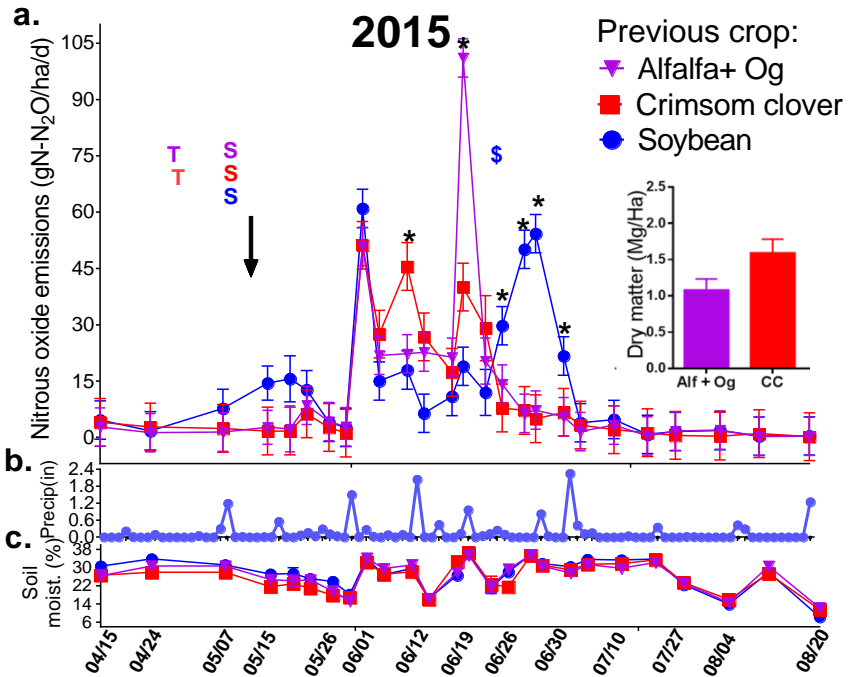 a.
2015
Previous crop:
Alfalfa+ Og
Crimsom clover
Soybean
Nitrous oxide emissions (gN-N₂O/ha/d)
105
90
75
60
45
30
15
0
T
T
S
S
S
$
*
*
*
*
*
*
Dry matter (Mg/Ha)
2.5
2.0
1.5
1.0
0.5
0.0
Alf + Og
CC
b.
Precip(in)
2.4
1.8
1.2
0.6
0.0
c.
Soil
moist. (%)
38
30
22
14
6
04/15
04/24
05/07
05/15
05/26
06/01
06/12
06/19
06/26
06/30
07/10
07/27
08/04
08/20